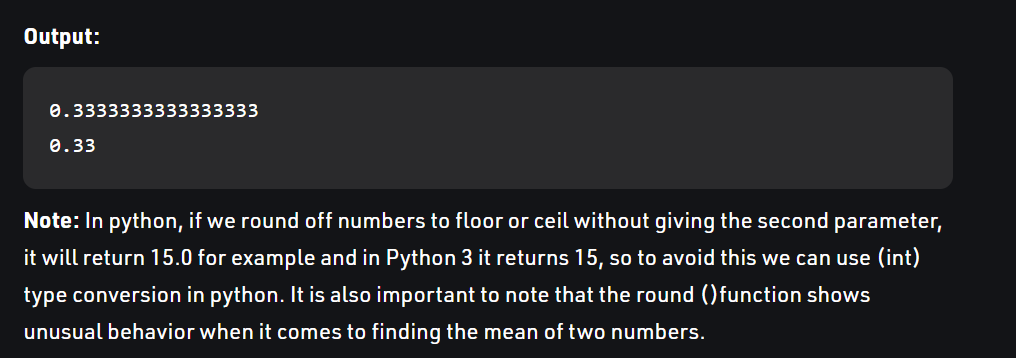 Output:
0.3333333333333333
0.33
Note: In python, if we round off numbers to floor or ceil without giving the second parameter,
it will return 15.0 for example and in Python 3 it returns 15, so to avoid this we can use (int)
type conversion in python. It is also important to note that the round ()function shows
unusual behavior when it comes to finding the mean of two numbers.